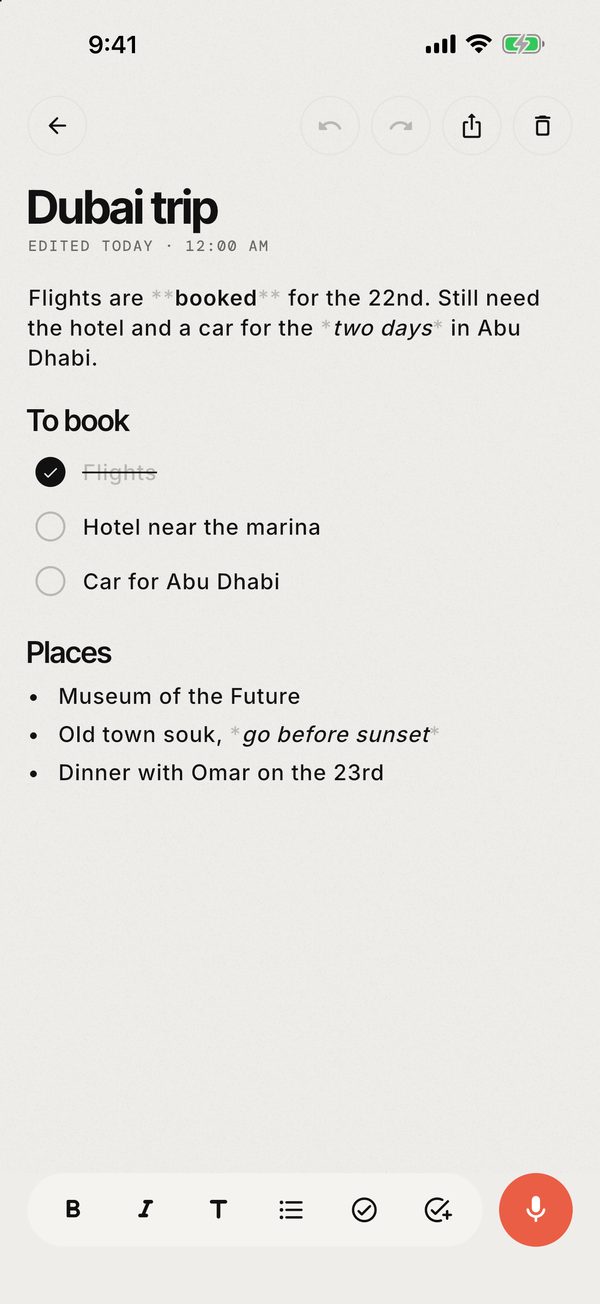 9:41
Dubai trip
EDITED TODAY · 12:00 AM
Flights are **booked** for the 22nd. Still need
the hotel and a car for the *two days* in Abu
Dhabi.
To book
Flights
Hotel near the marina
Car for Abu Dhabi
Places
• Museum of the Future
• Old town souk, *go before sunset*
• Dinner with Omar on the 23rd
B I T